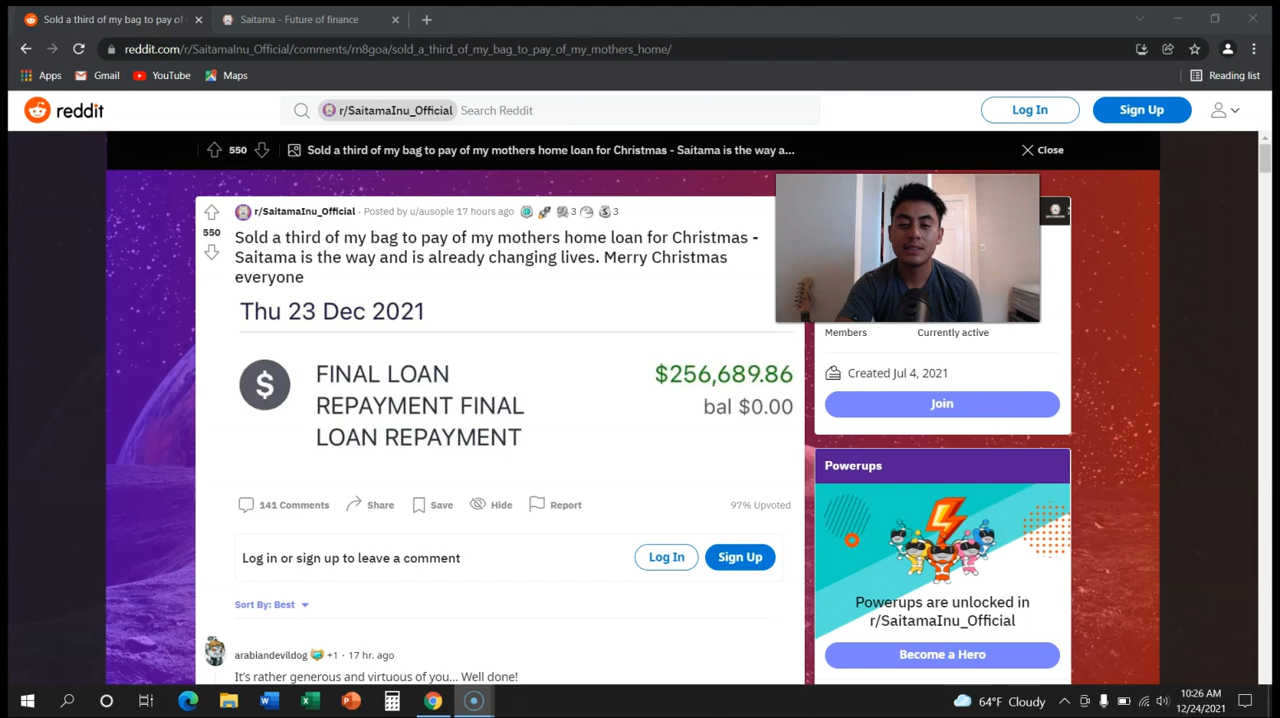 Sold a third of my bag to pay of
Saitama - Future of finance
reddit.com/r/SaitamaInu_Official/comments/rn8goa/sold_a_third_of_my_bag_to_pay_of_my_mothers_home/
Apps Gmail YouTube Maps Reading list
reddit r/SaitamaInu_Official Search Reddit Log In Sign Up
550 Sold a third of my bag to pay of my mothers home loan for Christmas - Saitama is the way a... Close
r/SaitamaInu_Official · Posted by u/ausopie 17 hours ago 3 3
550
Sold a third of my bag to pay of my mothers home loan for Christmas -
Saitama is the way and is already changing lives. Merry Christmas
everyone
Thu 23 Dec 2021
FINAL LOAN $256,689.86
REPAYMENT FINAL bal $0.00
LOAN REPAYMENT
141 Comments Share Save Hide Report 97% Upvoted
Log in or sign up to leave a comment Log In Sign Up
Sort By: Best
arabiandevildog +1 · 17 hr. ago
It's rather generous and virtuous of you... Well done!
Members Currently active
Created Jul 4, 2021
Join
Powerups
Powerups are unlocked in
r/SaitamaInu_Official
Become a Hero
64°F Cloudy
10:26 AM
12/24/2021